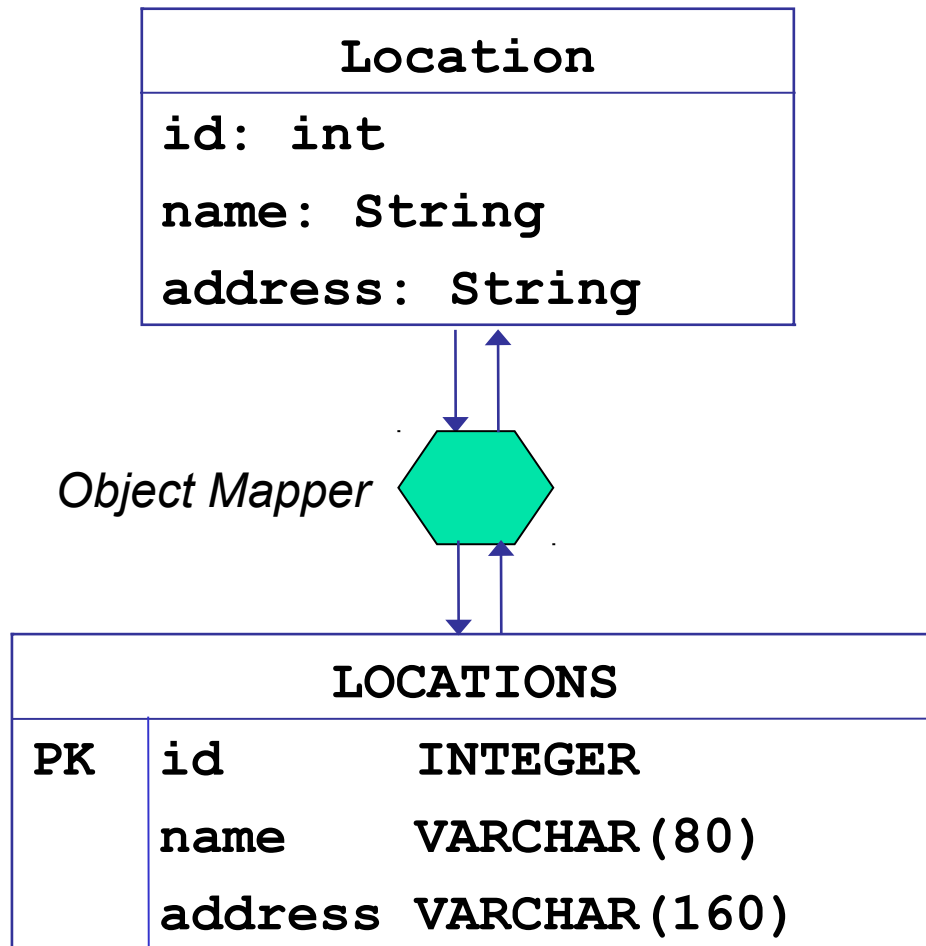 Location
id: int
name: String
address: String
Object Mapper
LOCATIONS
PK id INTEGER
name VARCHAR(80)
address VARCHAR(160)